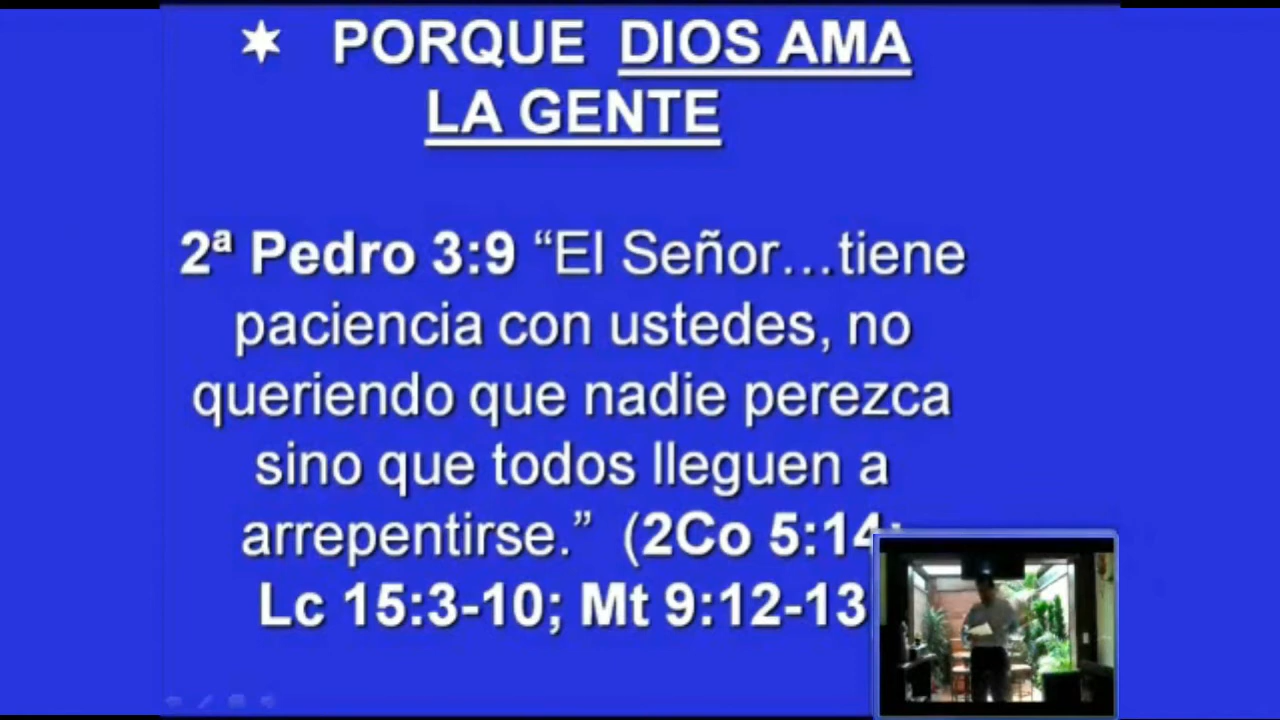 ✶ PORQUE DIOS AMA
LA GENTE
2ª Pedro 3:9 “El Señor…tiene
paciencia con ustedes, no
queriendo que nadie perezca
sino que todos lleguen a
arrepentirse.” (2Co 5:14;
Lc 15:3-10; Mt 9:12-13